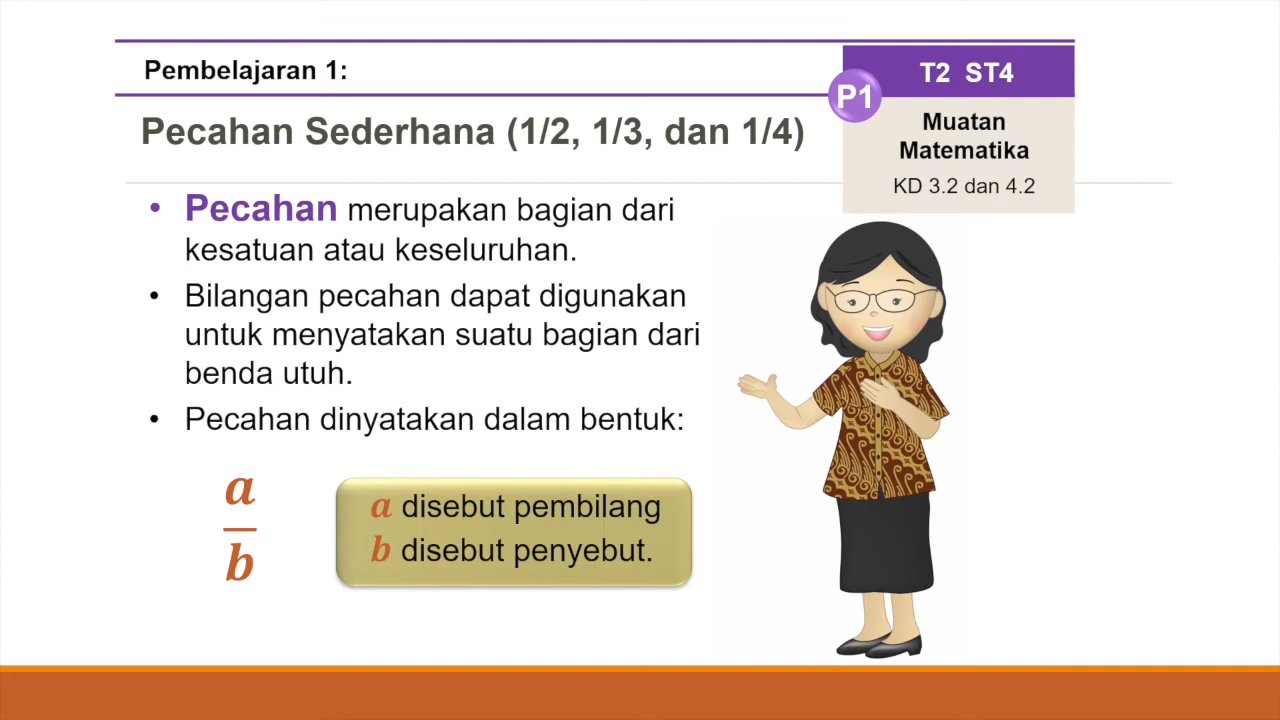 Pembelajaran 1:
T2 ST4
P1
Pecahan Sederhana (1/2, 1/3, dan 1/4)
Muatan
Matematika
KD 3.2 dan 4.2
• Pecahan merupakan bagian dari
kesatuan atau keseluruhan.
• Bilangan pecahan dapat digunakan
untuk menyatakan suatu bagian dari
benda utuh.
• Pecahan dinyatakan dalam bentuk:
a
b
a disebut pembilang
b disebut penyebut.